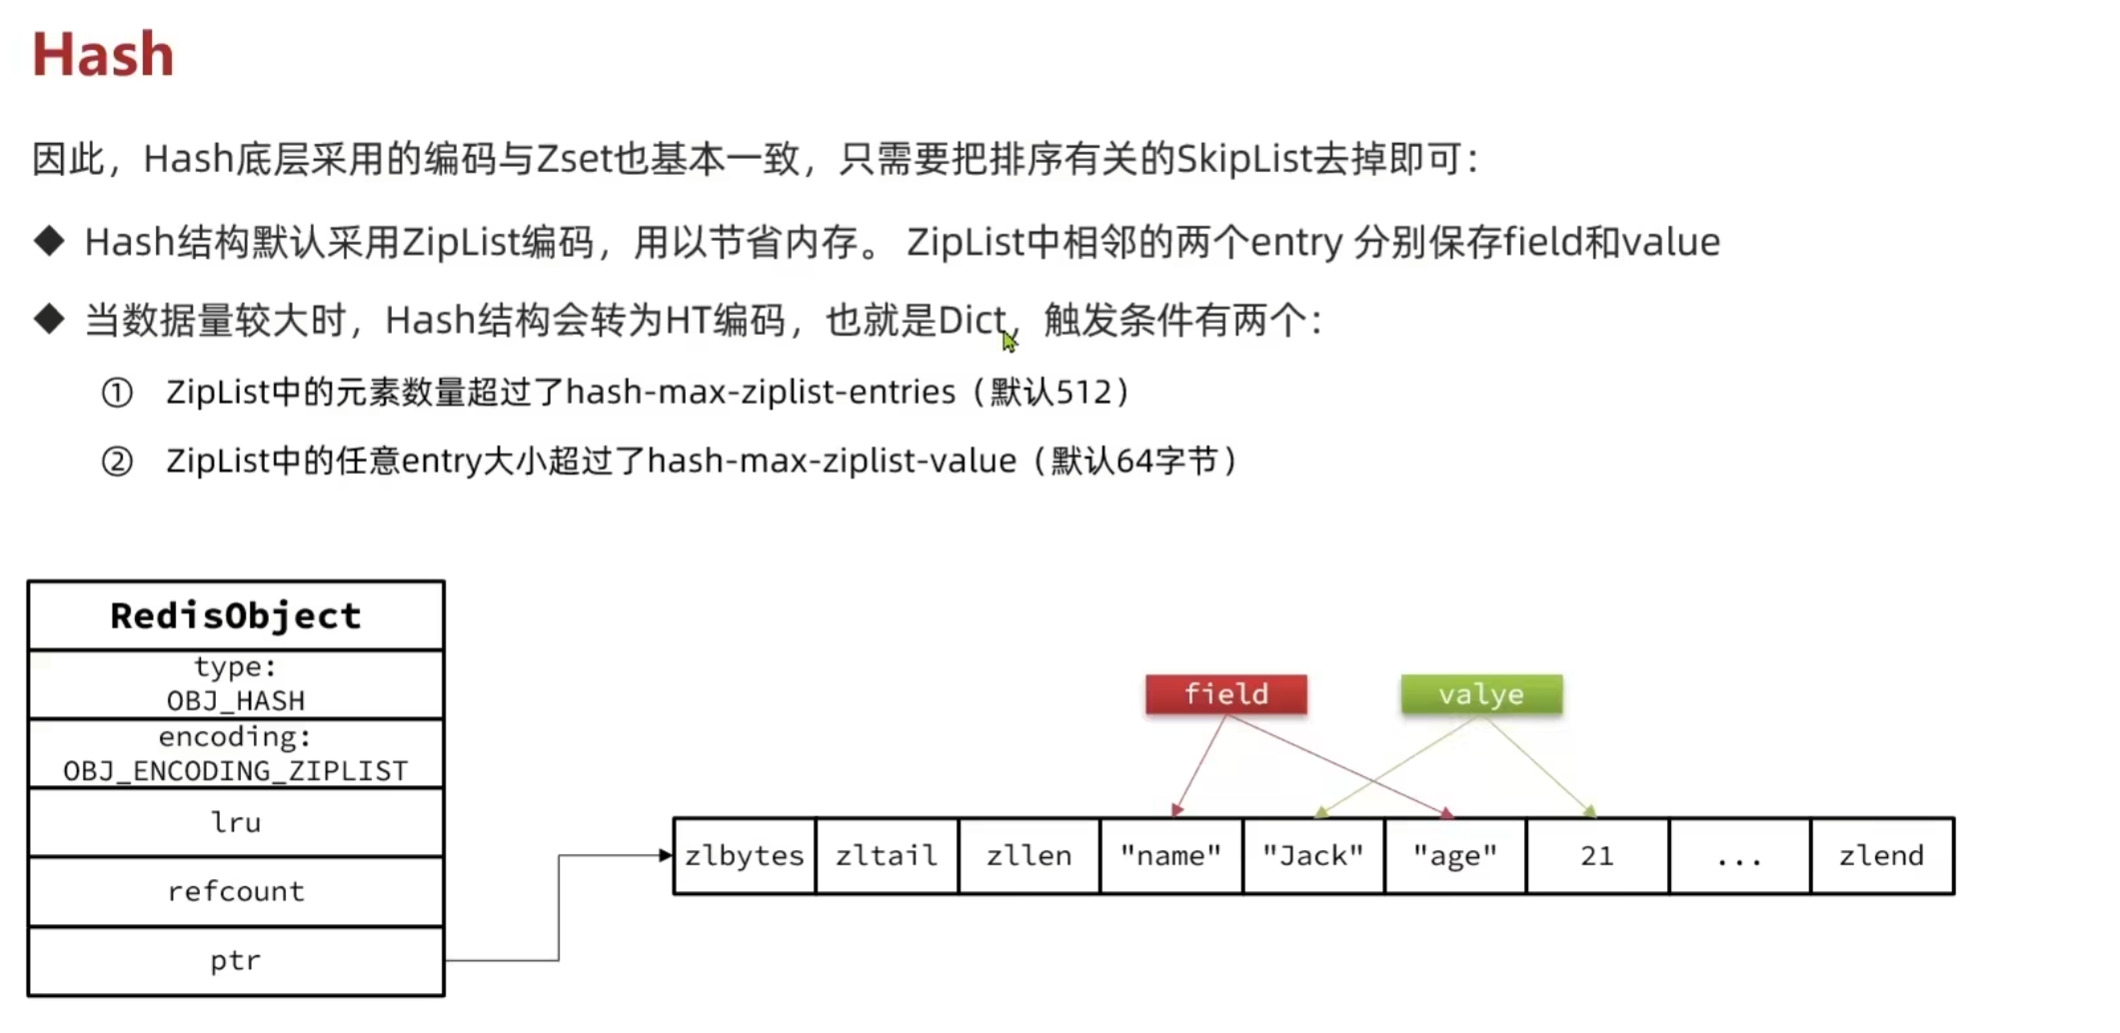 Hash
因此，Hash底层采用的编码与Zset也基本一致，只需要把排序有关的SkipList去掉即可：
◆ Hash结构默认采用ZipList编码，用以节省内存。 ZipList中相邻的两个entry 分别保存field和value
◆ 当数据量较大时，Hash结构会转为HT编码，也就是Dict，触发条件有两个：
① ZipList中的元素数量超过了hash-max-ziplist-entries（默认512）
② ZipList中的任意entry大小超过了hash-max-ziplist-value（默认64字节）
RedisObject
type:
OBJ_HASH
encoding:
OBJ_ENCODING_ZIPLIST
lru
refcount
ptr
field valye
zlbytes zltail zllen "name" "Jack" "age" 21 ... zlend